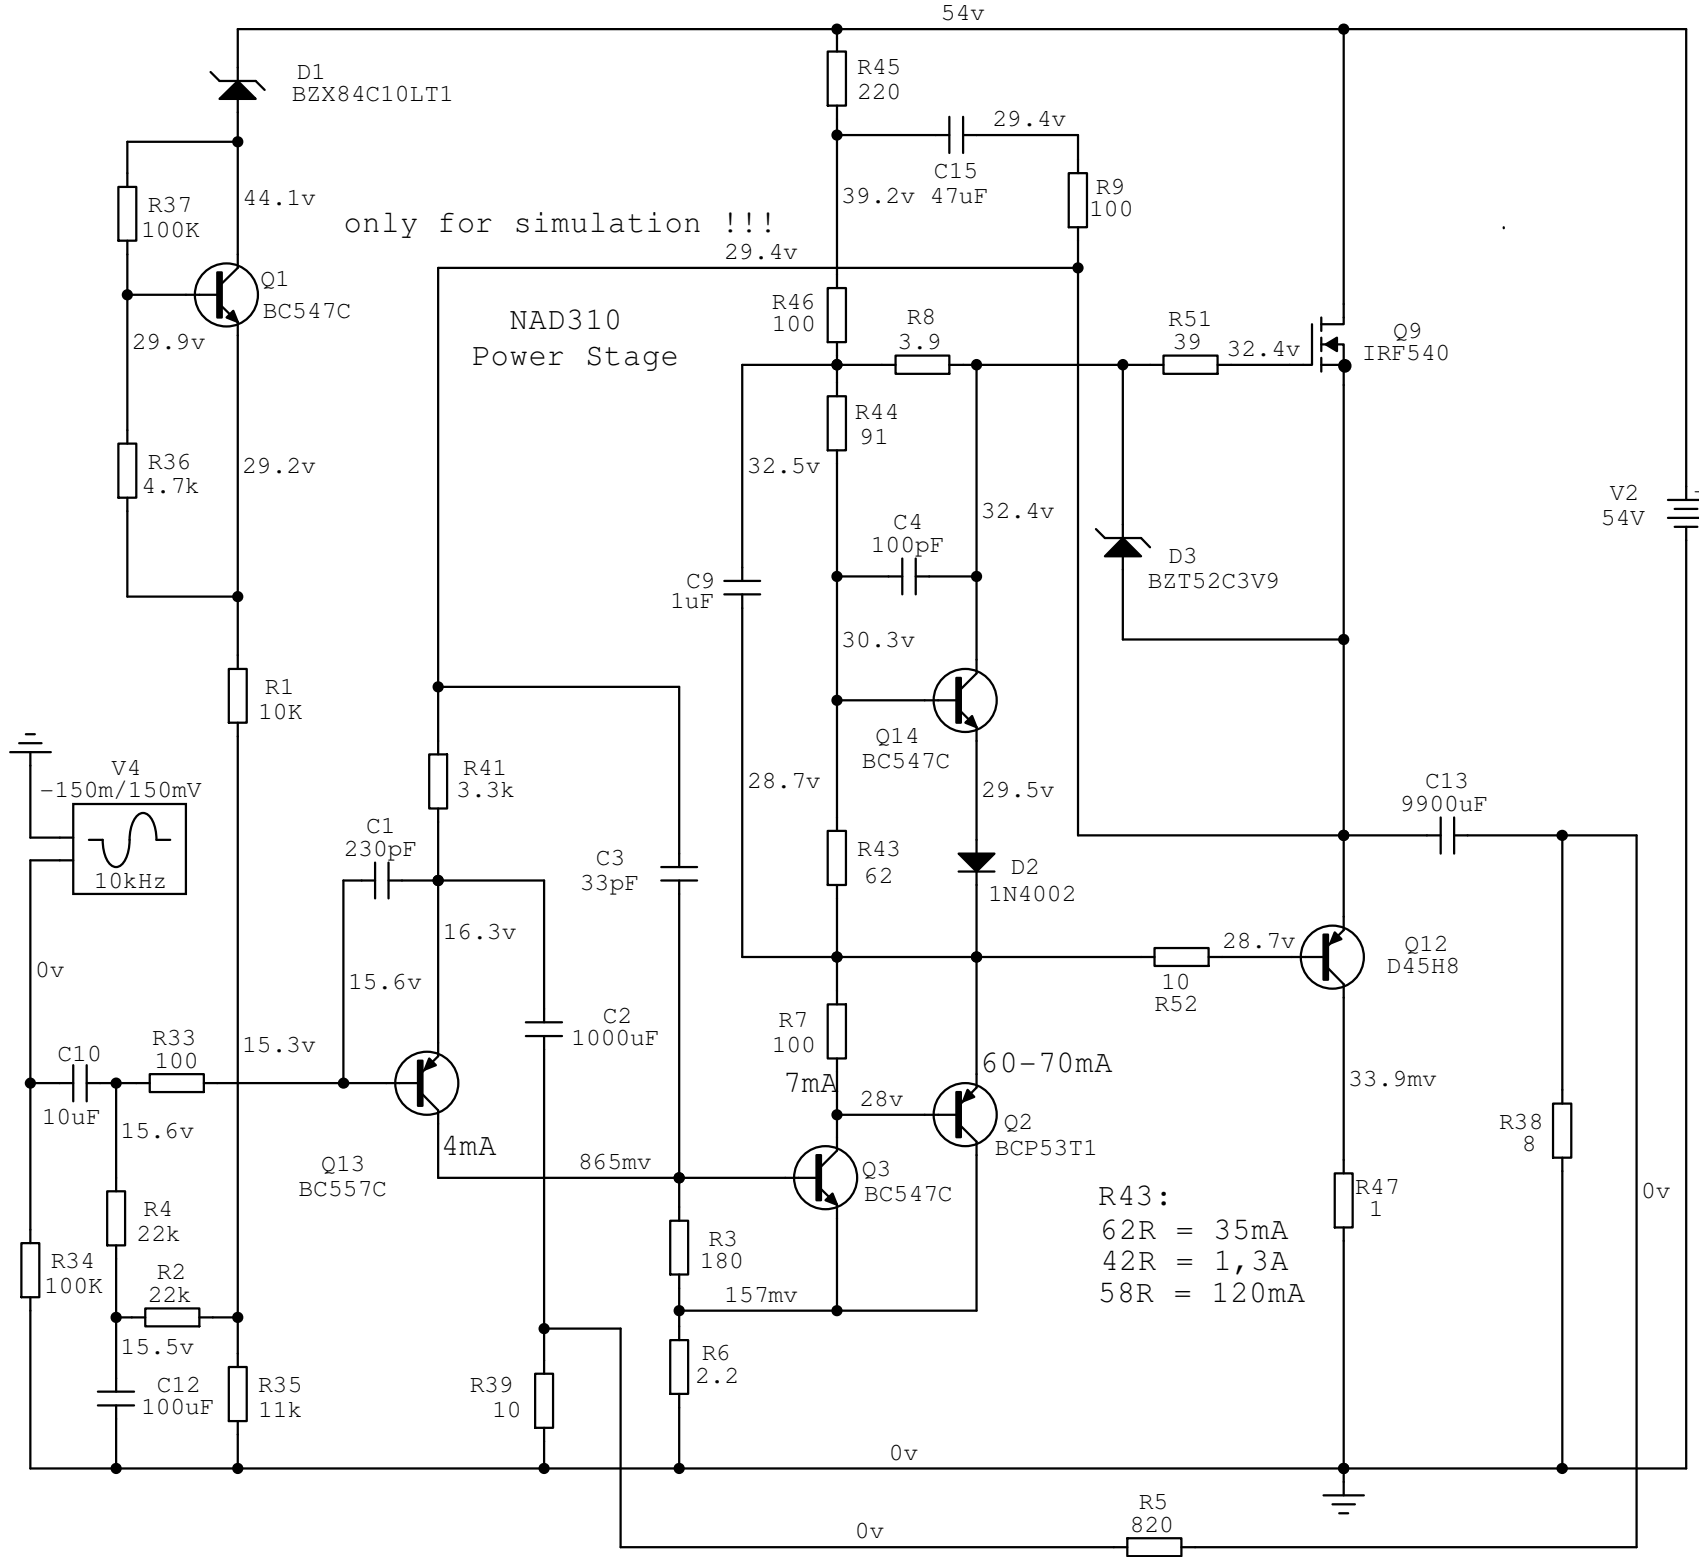 54v
D1
BZX84C10LT1
R45
220
29.4v
C15
47uF
39.2v
R9
100
R37
100K
44.1v
only for simulation !!!
29.4v
Q1
BC547C
29.9v
NAD310
Power Stage
R46
100
R8
3.9
R51
39
32.4v
Q9
IRF540
R44
91
R36
4.7k
29.2v
32.5v
32.4v
V2
54V
C4
100pF
D3
BZT52C3V9
C9
1uF
30.3v
R1
10K
Q14
BC547C
V4
-150m/150mV
10kHz
R41
3.3k
28.7v
29.5v
C13
9900uF
C1
230pF
C3
33pF
R43
62
D2
1N4002
16.3v
28.7v
Q12
D45H8
0v
15.6v
10
R52
C10
10uF
R33
100
15.3v
C2
1000uF
R7
100
7mA
60-70mA
33.9mv
28v
Q2
BCP53T1
R38
8
15.6v
Q13
BC557C
4mA
865mv
Q3
BC547C
R43:
62R = 35mA
42R = 1,3A
58R = 120mA
R47
1
0v
R4
22k
R34
100K
R2
22k
R3
180
157mv
15.5v
C12
100uF
R35
11k
R39
10
R6
2.2
0v
R5
820
0v